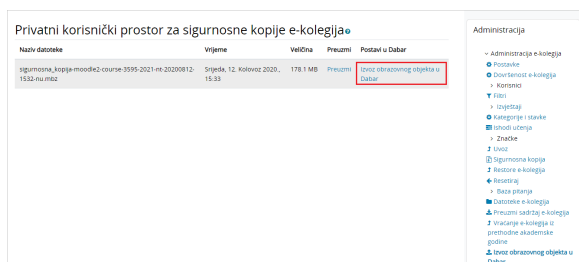 Privatni korisnički prostor za sigurnosne kopije e-kolegija
Naziv datoteke Vrijeme Veličina Preuzmi Postavi u Dabar
sigurnosna_kopija-moodle2-course-3595-2021-nt-20200812- Srijeda, 12. Kolovoz 2020., 178.1 MB Preuzmi Izvoz obrazovnog objekta u
1532-nu.mbz 15:33 Dabar
Administracija
Administracija e-kolegija
Postavke
Dovršenost e-kolegija
Korisnici
Filtri
Izvještaji
Kategorije i stavke
Ishodi učenja
Značke
Uvoz
Sigurnosna kopija
Restore e-kolegija
Resetiraj
Baza pitanja
Datoteke e-kolegija
Preuzmi sadržaj e-kolegija
Vraćanje e-kolegija iz
prethodne akademske
godine
Izvoz obrazovnog objekta u
Dabar